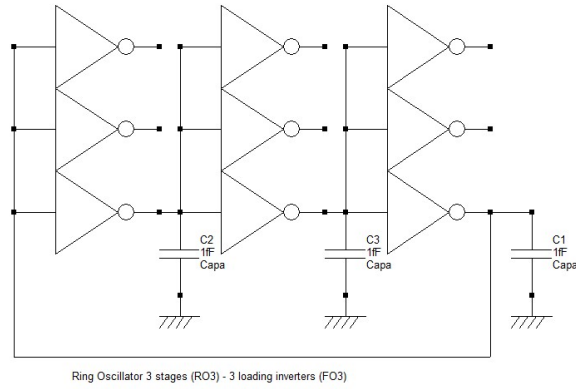 C2
1fF
Capa
C3
1fF
Capa
C1
1fF
Capa
Ring Oscillator 3 stages (RO3) - 3 loading inverters (FO3)